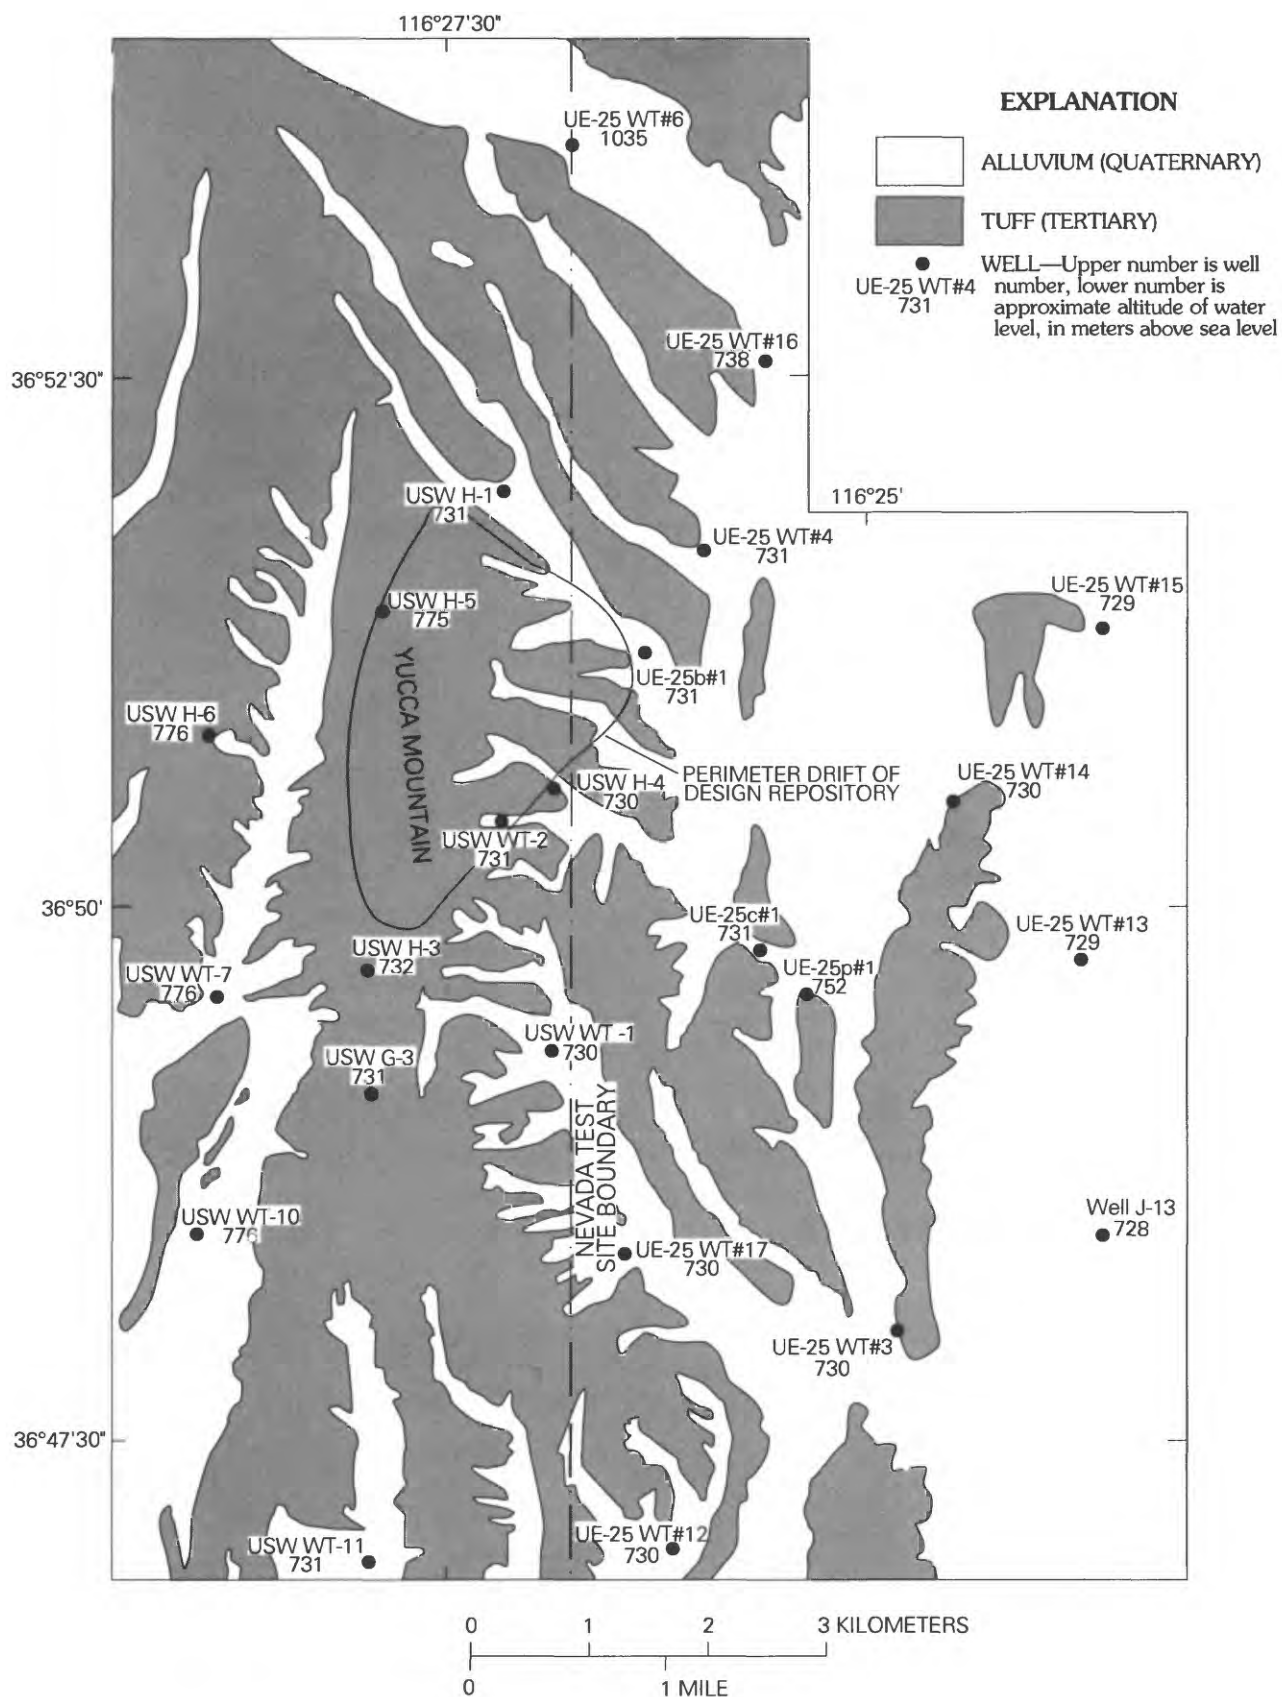 116°27'30"
EXPLANATION
ALLUVIUM (QUATERNARY)
TUFF (TERTIARY)
UE-25 WT#4
731
WELL—Upper number is well
number, lower number is
approximate altitude of water
level, in meters above sea level
UE-25 WT#6
1035
UE-25 WT#16
738
36°52'30"
116°25'
USW H-1
731
UE-25 WT#4
731
UE-25 WT#15
729
USW H-5
775
UE-25b#1
731
YUCCA MOUNTAIN
USW H-6
776
PERIMETER DRIFT OF
DESIGN REPOSITORY
UE-25 WT#14
730
USW H-4
730
USW WT-2
731
36°50'
UE-25c#1
731
UE-25 WT#13
729
USW H-3
732
UE-25p#1
752
USW WT-7
776
USW WT -1
730
USW G-3
731
NEVADA TEST
SITE BOUNDARY
USW WT-10
776
Well J-13
728
UE-25 WT#17
730
UE-25 WT#3
730
36°47'30"
UE-25 WT#12
730
USW WT-11
731
0 1 2 3 KILOMETERS
0 1 MILE